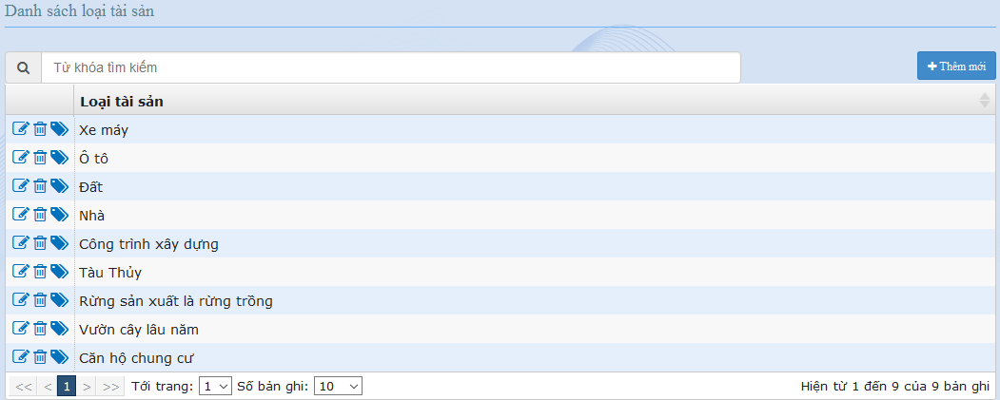 Danh sách loại tài sản
Từ khóa tìm kiếm
Thêm mới
Loại tài sản
Xe máy
Ô tô
Đất
Nhà
Công trình xây dựng
Tàu Thủy
Rừng sản xuất là rừng trồng
Vườn cây lâu năm
Căn hộ chung cư
<< < 1 > >> Tới trang: 1 Số bản ghi: 10 Hiện từ 1 đến 9 của 9 bản ghi